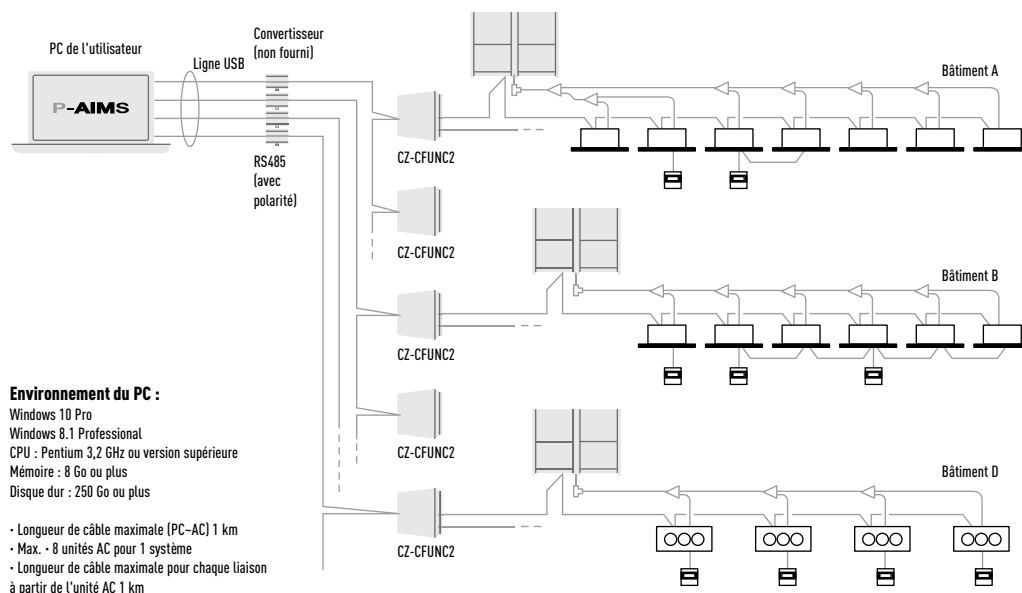 PC de l'utilisateur
P-AIMS
Ligne USB
Convertisseur
(non fourni)
RS485
(avec
polarité)
CZ-CFUNC2
Bâtiment A
CZ-CFUNC2
CZ-CFUNC2
Bâtiment B
CZ-CFUNC2
CZ-CFUNC2
Bâtiment D
Environnement du PC :
Windows 10 Pro
Windows 8.1 Professional
CPU : Pentium 3,2 GHz ou version supérieure
Mémoire : 8 Go ou plus
Disque dur : 250 Go ou plus
• Longueur de câble maximale (PC~AC) 1 km
• Max. • 8 unités AC pour 1 système
• Longueur de câble maximale pour chaque liaison
à partir de l'unité AC 1 km